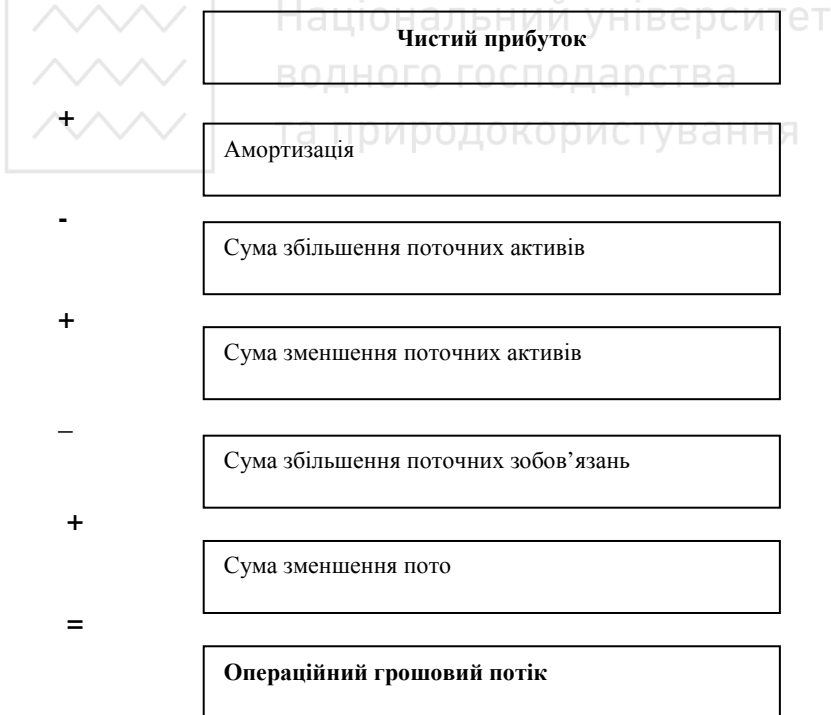 Національний університет
Чистий прибуток
водного господарства
+
та природокористування
Амортизація
-
Сума збільшення поточних активів
+
Сума зменшення поточних активів
–
Сума збільшення поточних зобов’язань
+
Сума зменшення пото
=
Операційний грошовий потік